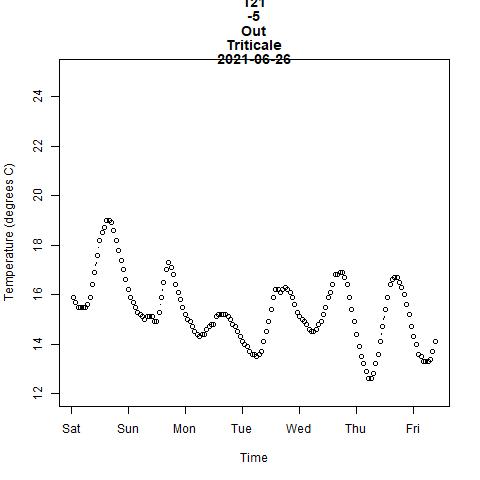 121
-5
Out
Triticale
2021-06-26
Temperature (degrees C)
24
22
20
18
16
14
12
Sat Sun Mon Tue Wed Thu Fri
Time